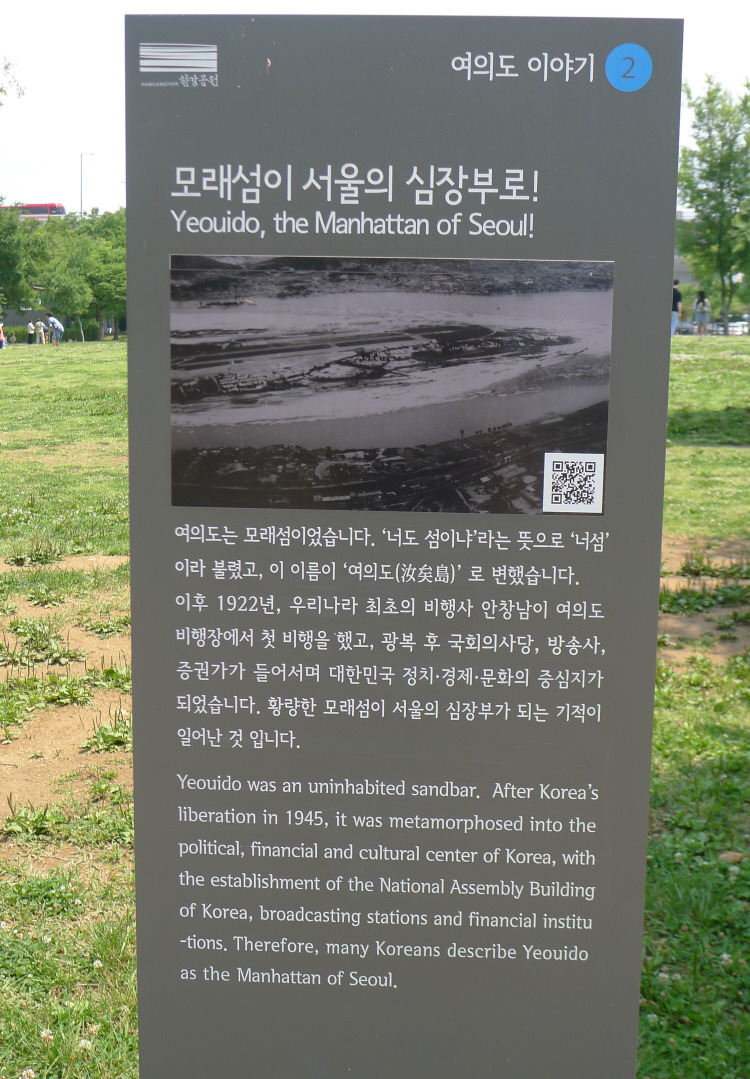 HANGANGPARK 한강공원
여의도 이야기 2
모래섬이 서울의 심장부로!
Yeouido, the Manhattan of Seoul!
여의도는 모래섬이었습니다. ‘너도 섬이냐’라는 뜻으로 ‘너섬’
이라 불렸고, 이 이름이 ‘여의도(汝矣島)’ 로 변했습니다.
이후 1922년, 우리나라 최초의 비행사 안창남이 여의도
비행장에서 첫 비행을 했고, 광복 후 국회의사당, 방송사,
증권가가 들어서며 대한민국 정치·경제·문화의 중심지가
되었습니다. 황량한 모래섬이 서울의 심장부가 되는 기적이
일어난 것 입니다.
Yeouido was an uninhabited sandbar. After Korea’s
liberation in 1945, it was metamorphosed into the
political, financial and cultural center of Korea, with
the establishment of the National Assembly Building
of Korea, broadcasting stations and financial institu
-tions. Therefore, many Koreans describe Yeouido
as the Manhattan of Seoul.